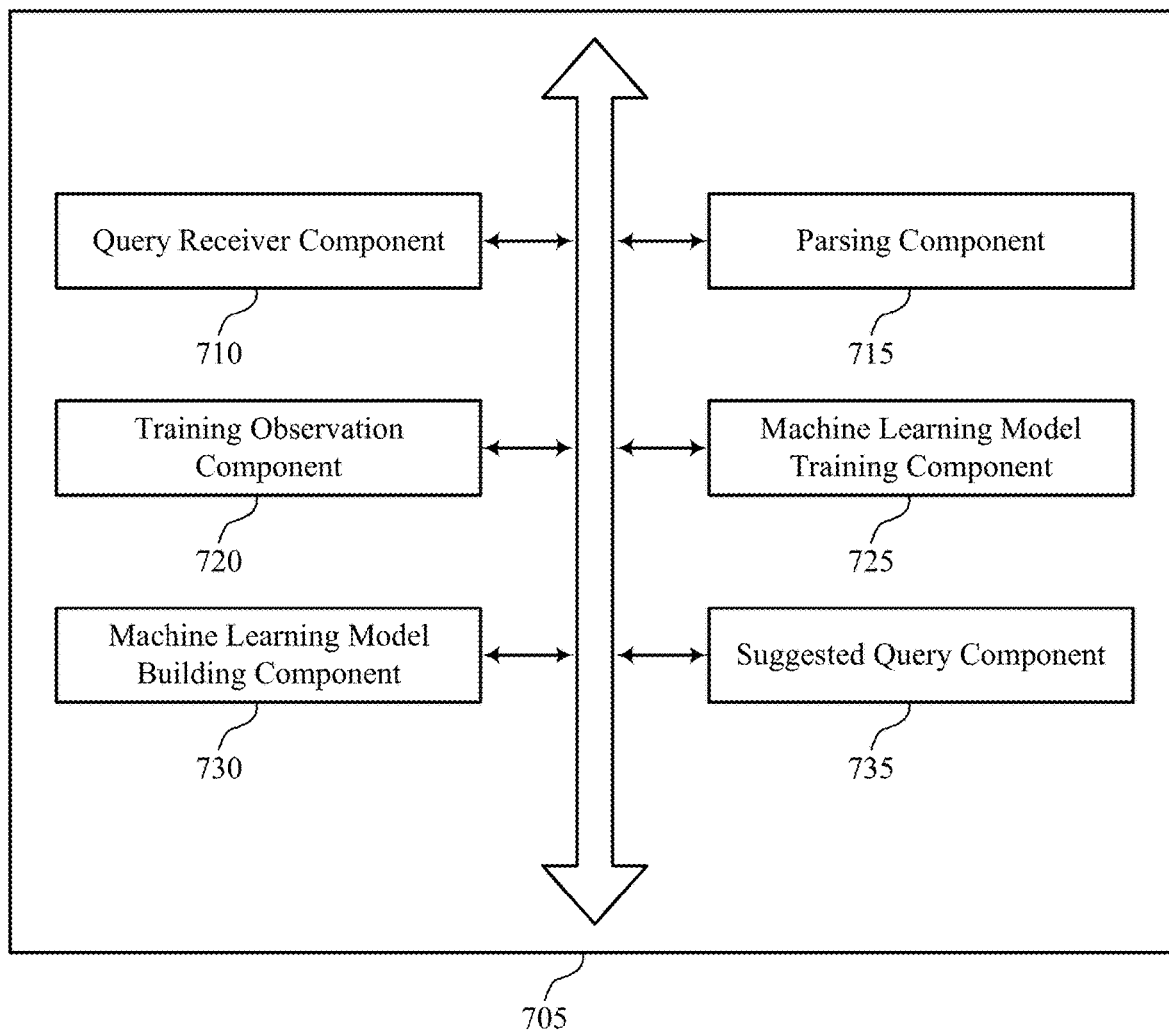 Query Receiver Component
Parsing Component
710
715
Training Observation
Component
Machine Learning Model
Training Component
720
725
Machine Learning Model
Building Component
Suggested Query Component
730
735
705